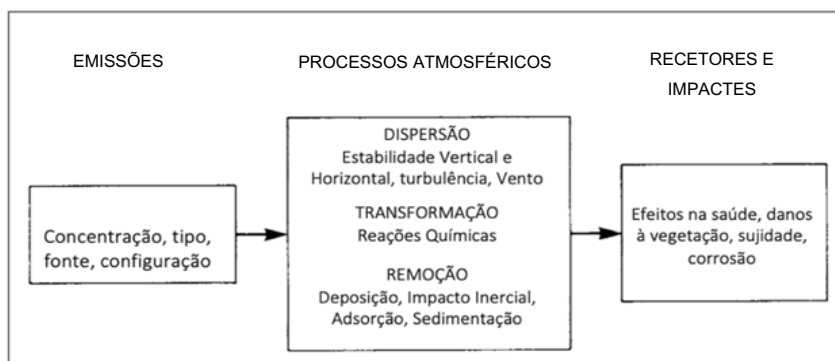 EMISSÕES
PROCESSOS ATMOSFÉRICOS
RECETORES E
IMPACTES
Concentração, tipo,
fonte, configuração
DISPERSÃO
Estabilidade Vertical e
Horizontal, turbulência, Vento
TRANSFORMAÇÃO
Reações Químicas
REMOÇÃO
Deposição, Impacto Inercial,
Adsorção, Sedimentação
Efeitos na saúde, danos
à vegetação, sujidade,
corrosão